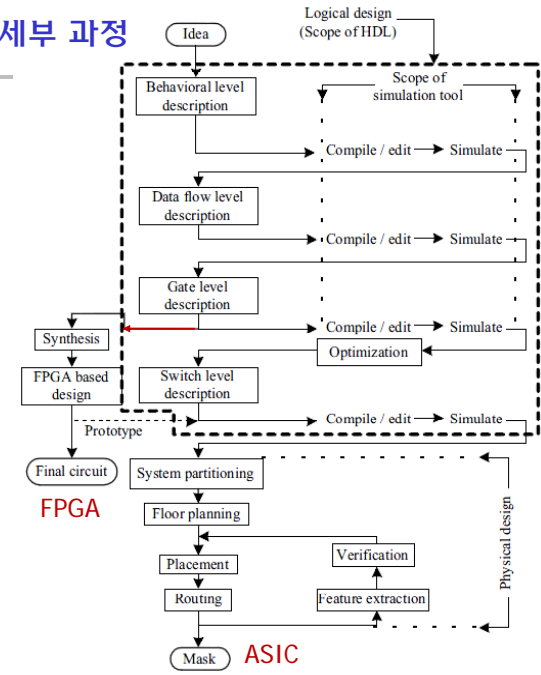 세부 과정
Logical design
(Scope of HDL)
Idea
Behavioral level
description
Scope of
simulation tool
Compile / edit
Simulate
Data flow level
description
Compile / edit
Simulate
Gate level
description
Compile / edit
Simulate
Synthesis
Optimization
FPGA based
design
Switch level
description
Compile / edit
Simulate
Prototype
Final circuit
System partitioning
FPGA
Floor planning
Physical design
Verification
Placement
Routing
Feature extraction
Mask
ASIC